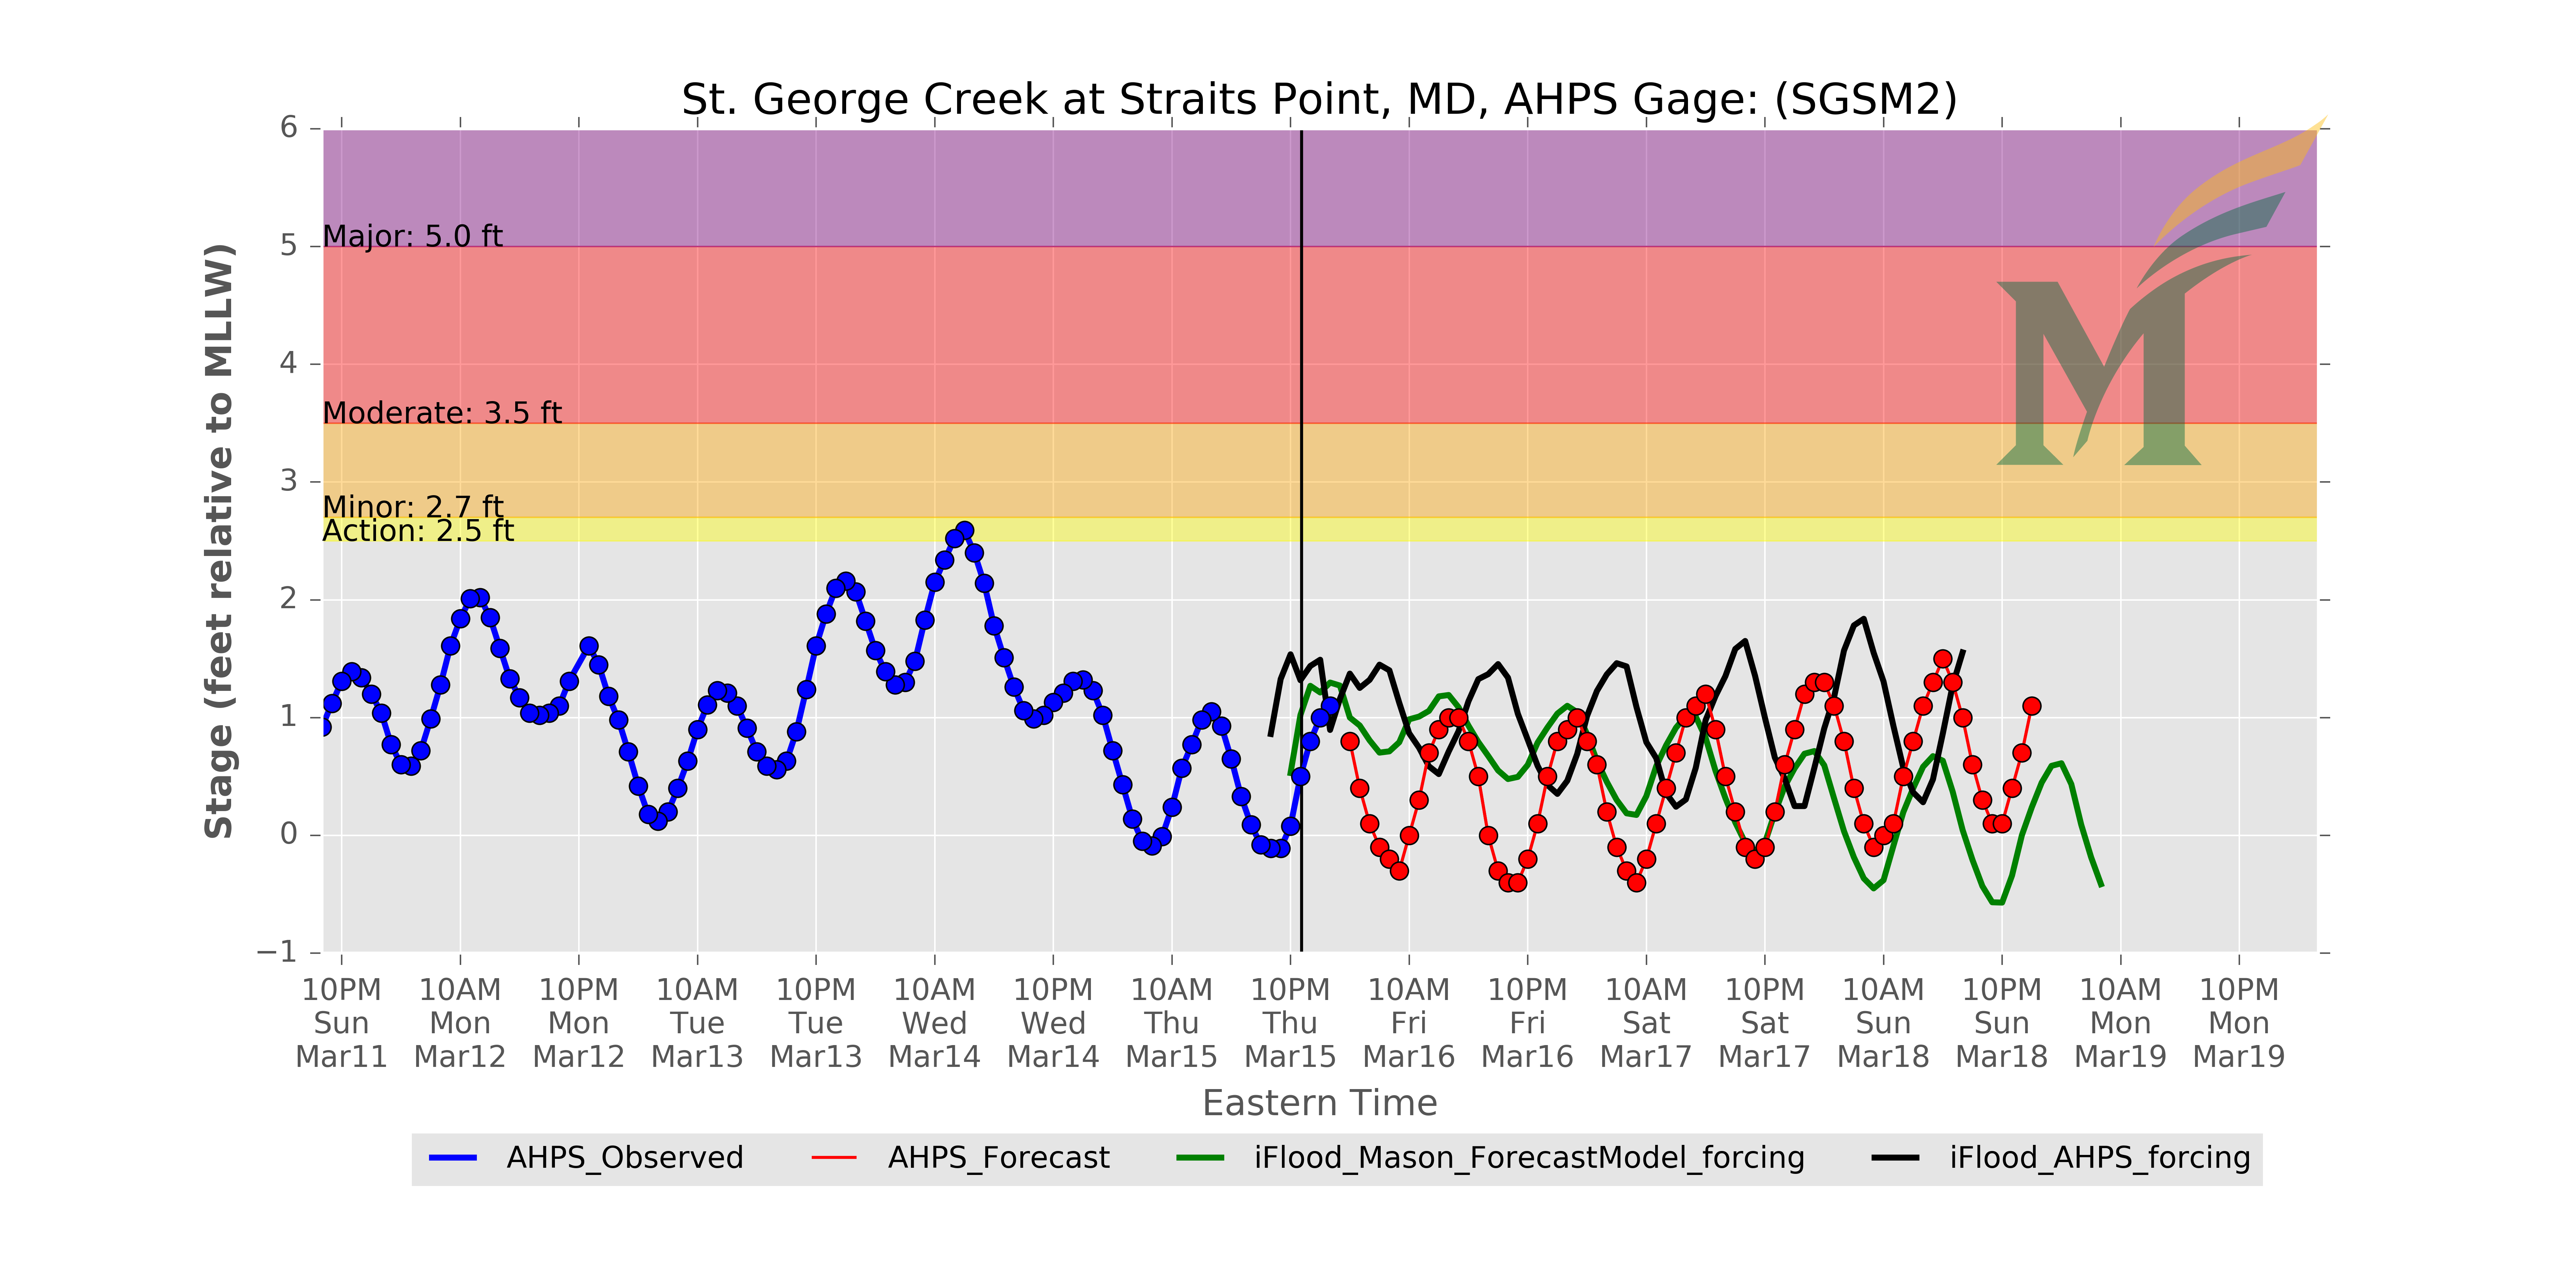 St. George Creek at Straits Point, MD, AHPS Gage: (SGSM2)
6
5
4
3
2
1
0
−1
Stage (feet relative to MLLW)
Major: 5.0 ft
Moderate: 3.5 ft
Minor: 2.7 ft
Action: 2.5 ft
M
10PM 10AM 10PM 10AM 10PM 10AM 10PM 10AM 10PM 10AM 10PM 10AM 10PM 10AM 10PM 10AM 10PM
Sun Mon Mon Tue Tue Wed Wed Thu Thu Fri Fri Sat Sat Sun Sun Mon Mon
Mar11 Mar12 Mar12 Mar13 Mar13 Mar14 Mar14 Mar15 Mar15 Mar16 Mar16 Mar17 Mar17 Mar18 Mar18 Mar19 Mar19
Eastern Time
AHPS_Observed AHPS_Forecast iFlood_Mason_ForecastModel_forcing iFlood_AHPS_forcing